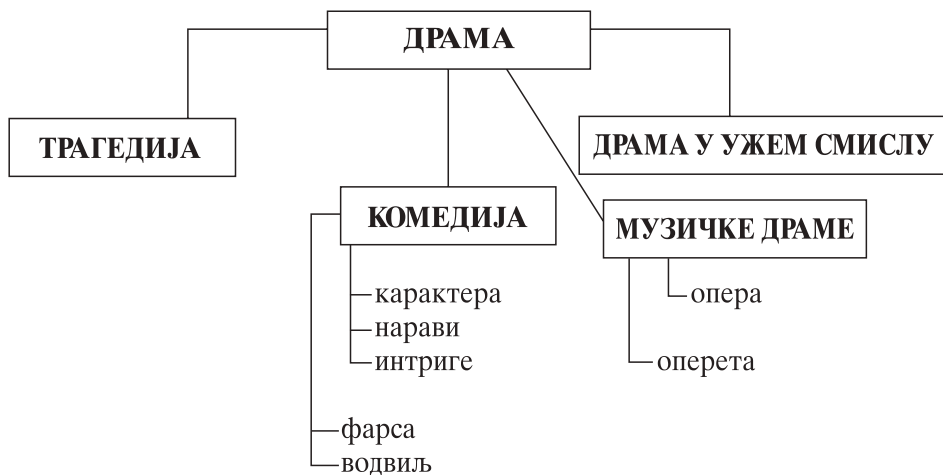 ДРАМА
ТРАГЕДИЈА
ДРАМА У УЖЕМ СМИСЛУ
КОМЕДИЈА
МУЗИЧКЕ ДРАМЕ
карактера
нарави
интриге
опера
оперета
фарса
водвиљ